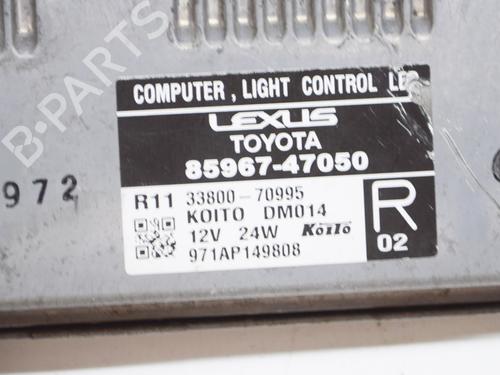 COMPUTER, LIGHT CONTROL LE
LEXUS
TOYOTA
85967-47050
R11 33800-70995
KOITO DM014
12V 24W Koito
971AP149808
R
02
972
B-PARTS